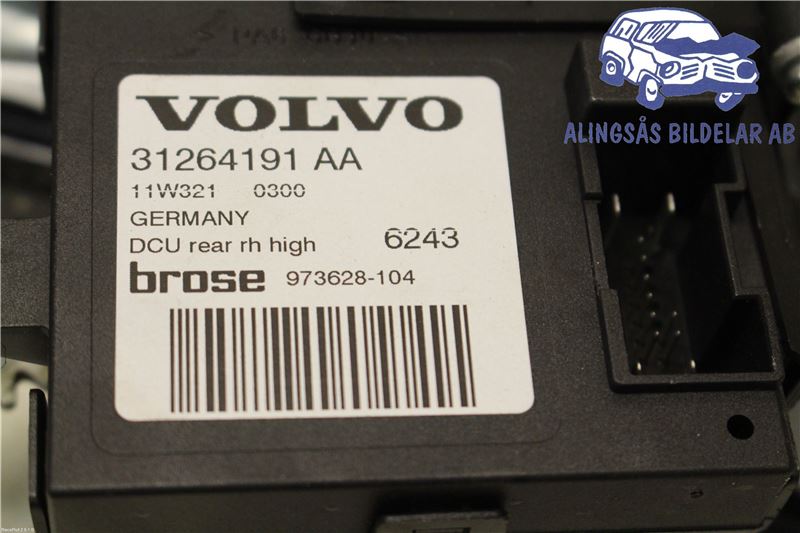 VOLVO
31264191 AA
11W321 0300
GERMANY
DCU rear rh high 6243
brose 973628-104
ALINGSÅS BILDELAR AB